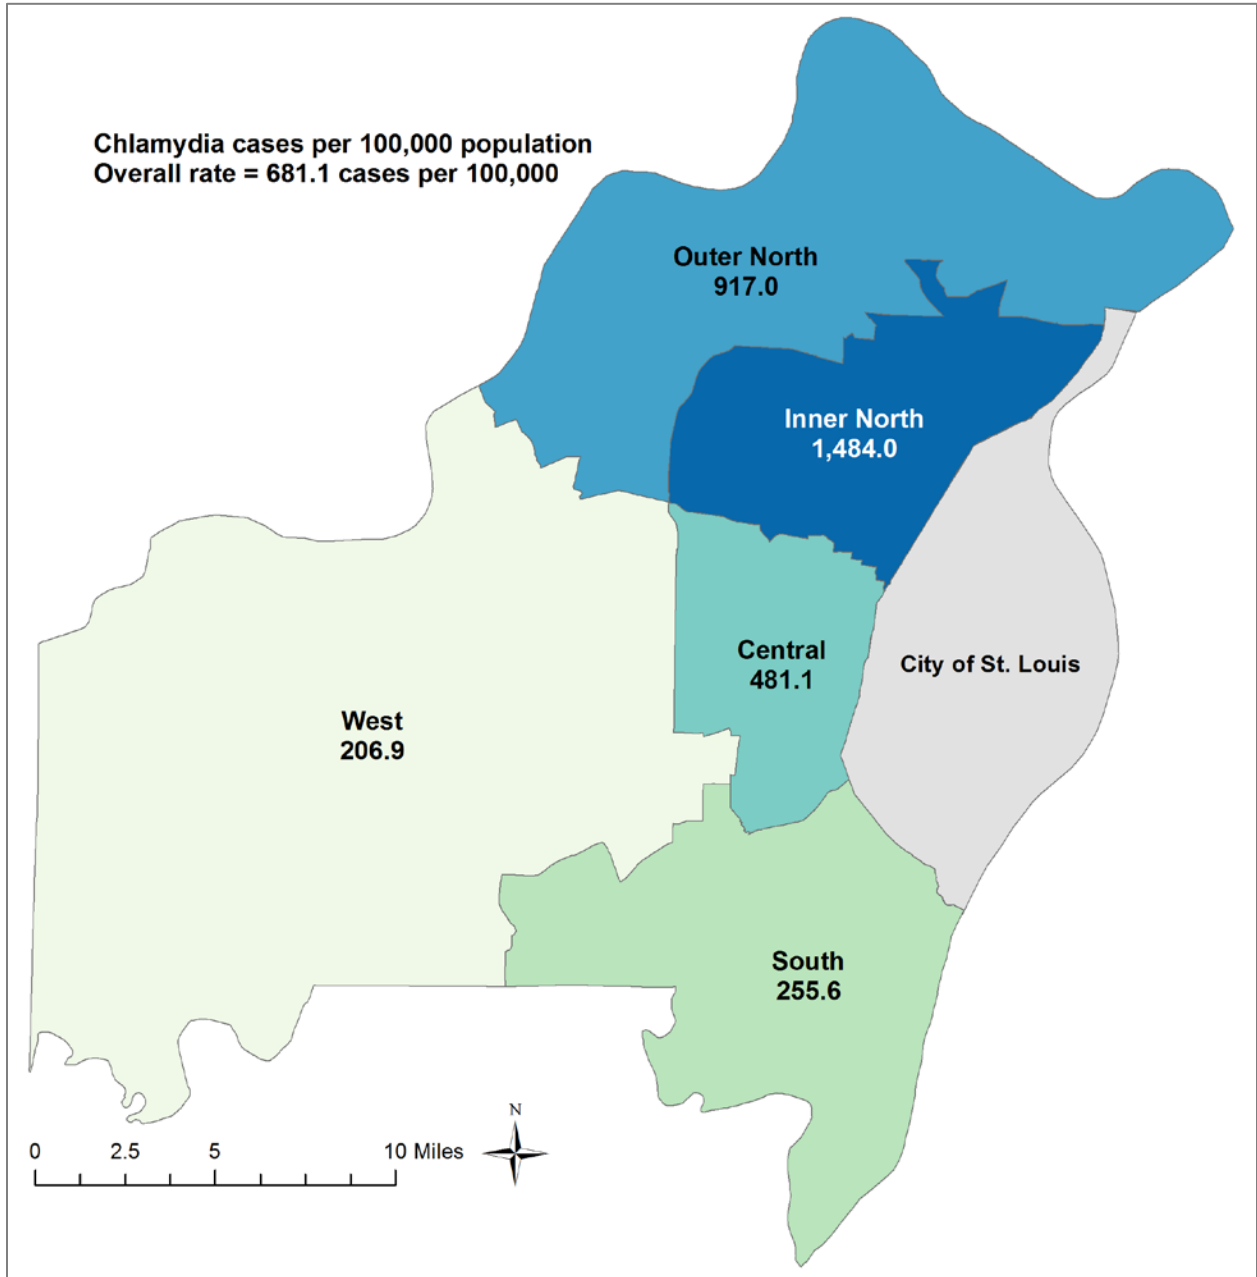 Chlamydia cases per 100,000 population
Overall rate = 681.1 cases per 100,000
Outer North
917.0
Inner North
1,484.0
Central
481.1
City of St. Louis
West
206.9
South
255.6
N
0 2.5 5 10 Miles